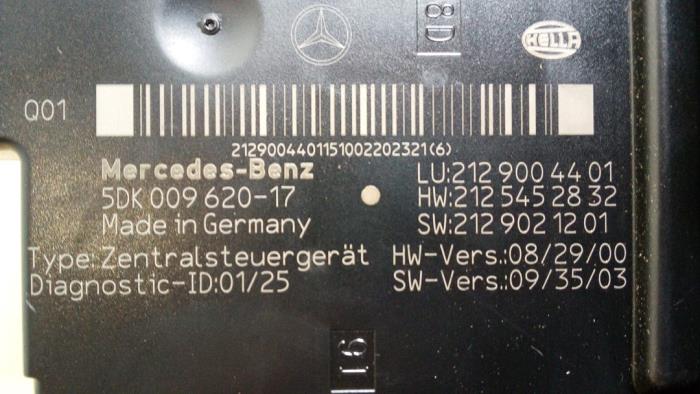 8D
HELLA
Q01
2129004401151002202321(6)
Mercedes-Benz LU:212 900 44 01
5DK 009 620-17 HW:212 545 28 32
Made in Germany SW:212 902 12 01
Type:Zentralsteuergerät HW-Vers.:08/29/00
Diagnostic-ID:01/25 SW-Vers.:09/35/03
16